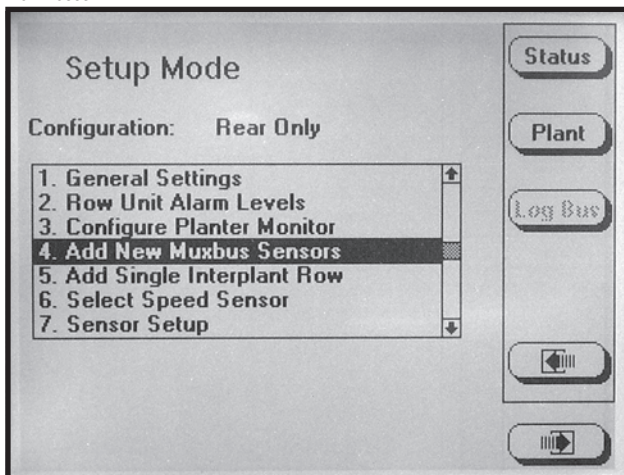 Setup Mode
Configuration: Rear Only
1. General Settings
2. Row Unit Alarm Levels
3. Configure Planter Monitor
4. Add New Muxbus Sensors
5. Add Single Interplant Row
6. Select Speed Sensor
7. Sensor Setup
Status
Plant
Log Bus